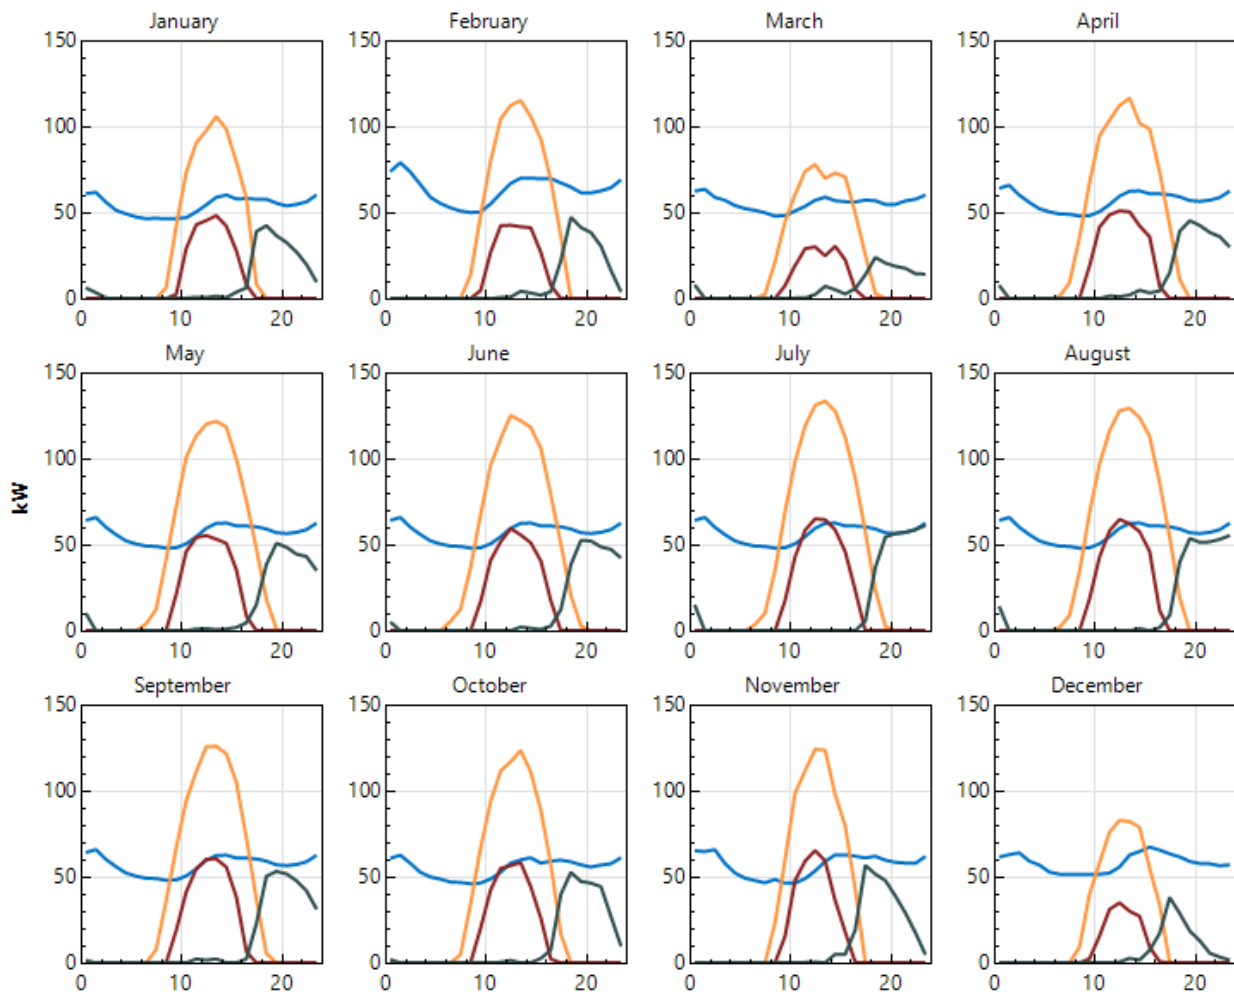 January February March April
150 150 150 150
100 100 100 100
50 50 50 50
0 0 0 0
0 10 20 0 10 20 0 10 20 0 10 20
May June July August
150 150 150 150
100 100 100 100
kW
50 50 50 50
0 0 0 0
0 10 20 0 10 20 0 10 20 0 10 20
September October November December
150 150 150 150
100 100 100 100
50 50 50 50
0 0 0 0
0 10 20 0 10 20 0 10 20 0 10 20